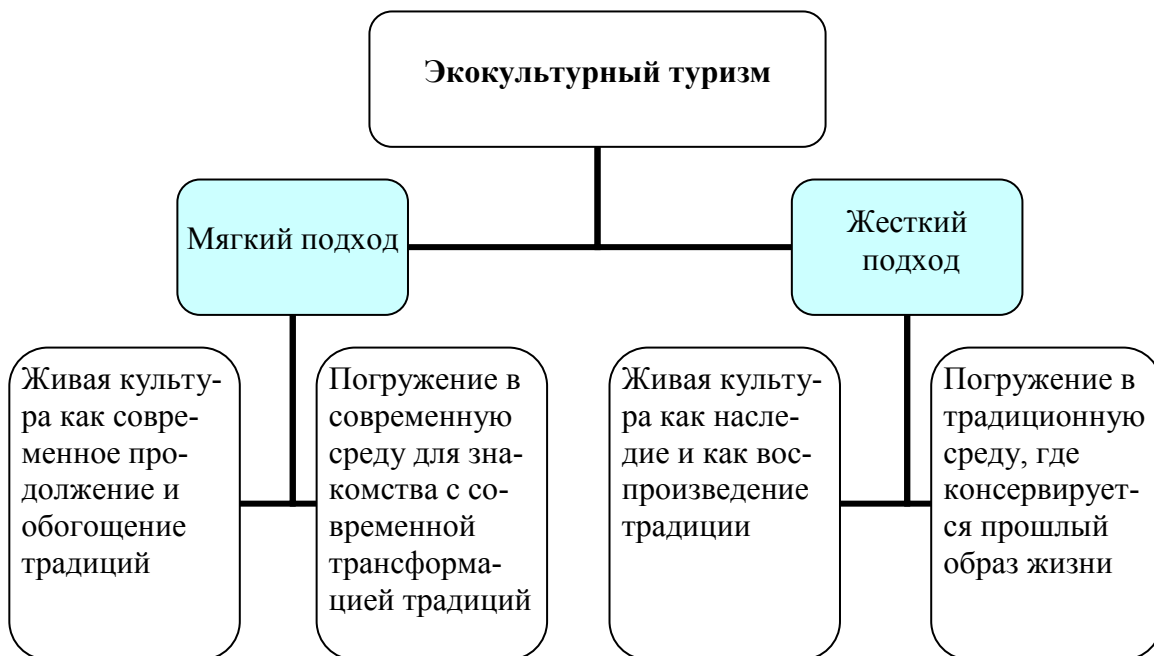 Экокультурный туризм
Мягкий подход
Жесткий
подход
Живая культу-
ра как совре-
менное про-
должение и
обогощение
традиций
Погружение в
современную
среду для зна-
комства с со-
временной
трансформа-
цией традиций
Живая культу-
ра как насле-
дие и как вос-
произведение
традиции
Погружение в
традиционную
среду, где
консервирует-
ся прошлый
образ жизни